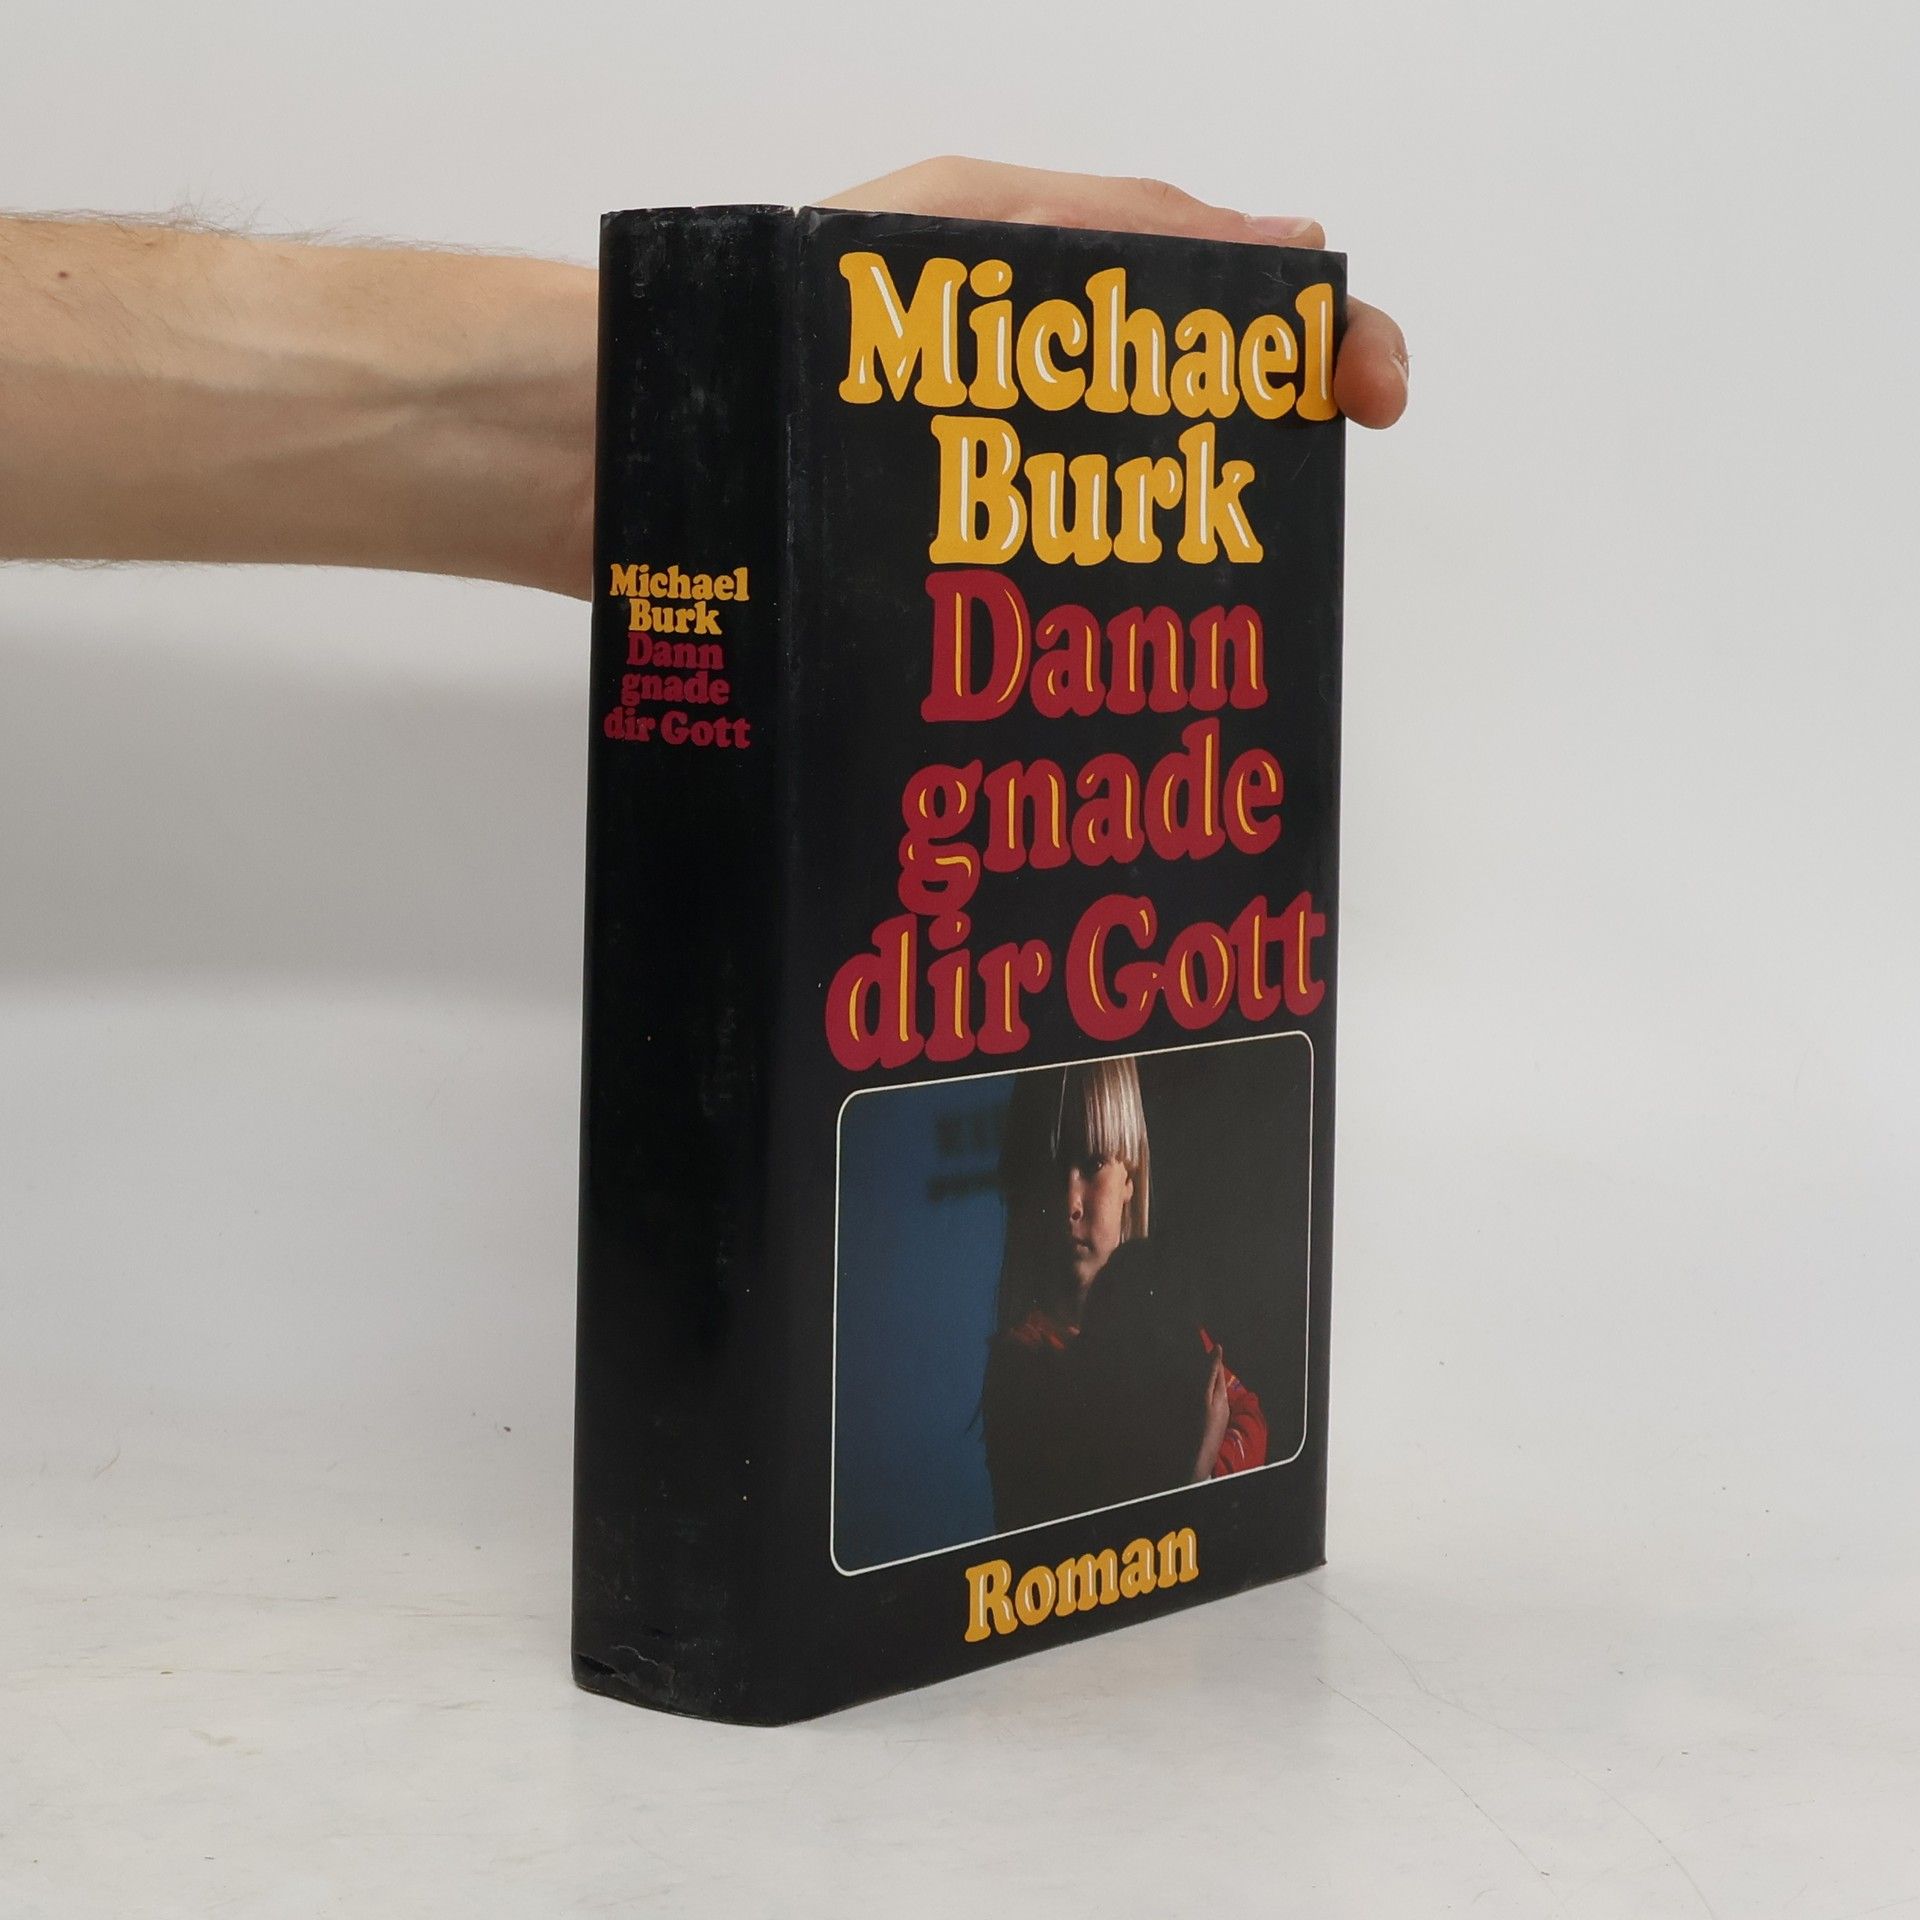 Michael
Burk
Dann
gnade
dir Gott
Michael
Burk
Dann
gnade
dir Gott
Roman